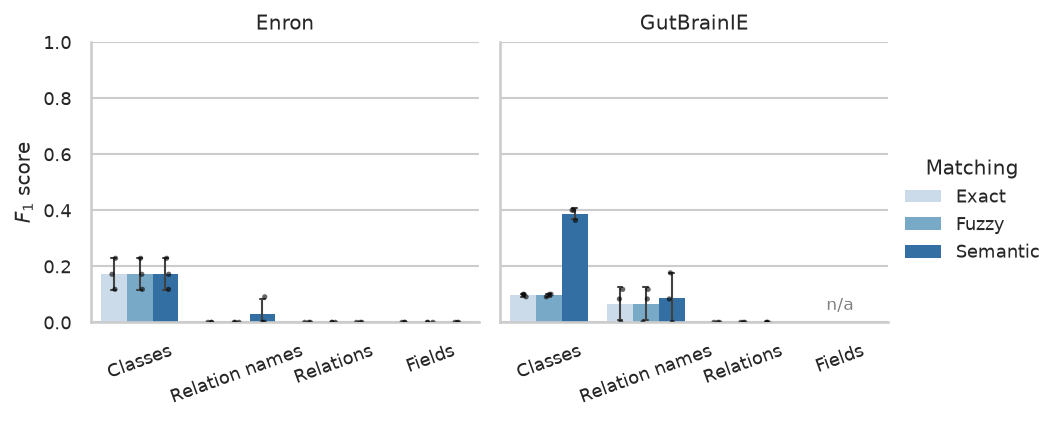 Enron
GutBrainIE
1.0
0.8
0.6
0.4
0.2
0.0
F1 score
n/a
Classes
Relation names
Relations
Fields
Classes
Relation names
Relations
Fields
Matching
Exact
Fuzzy
Semantic